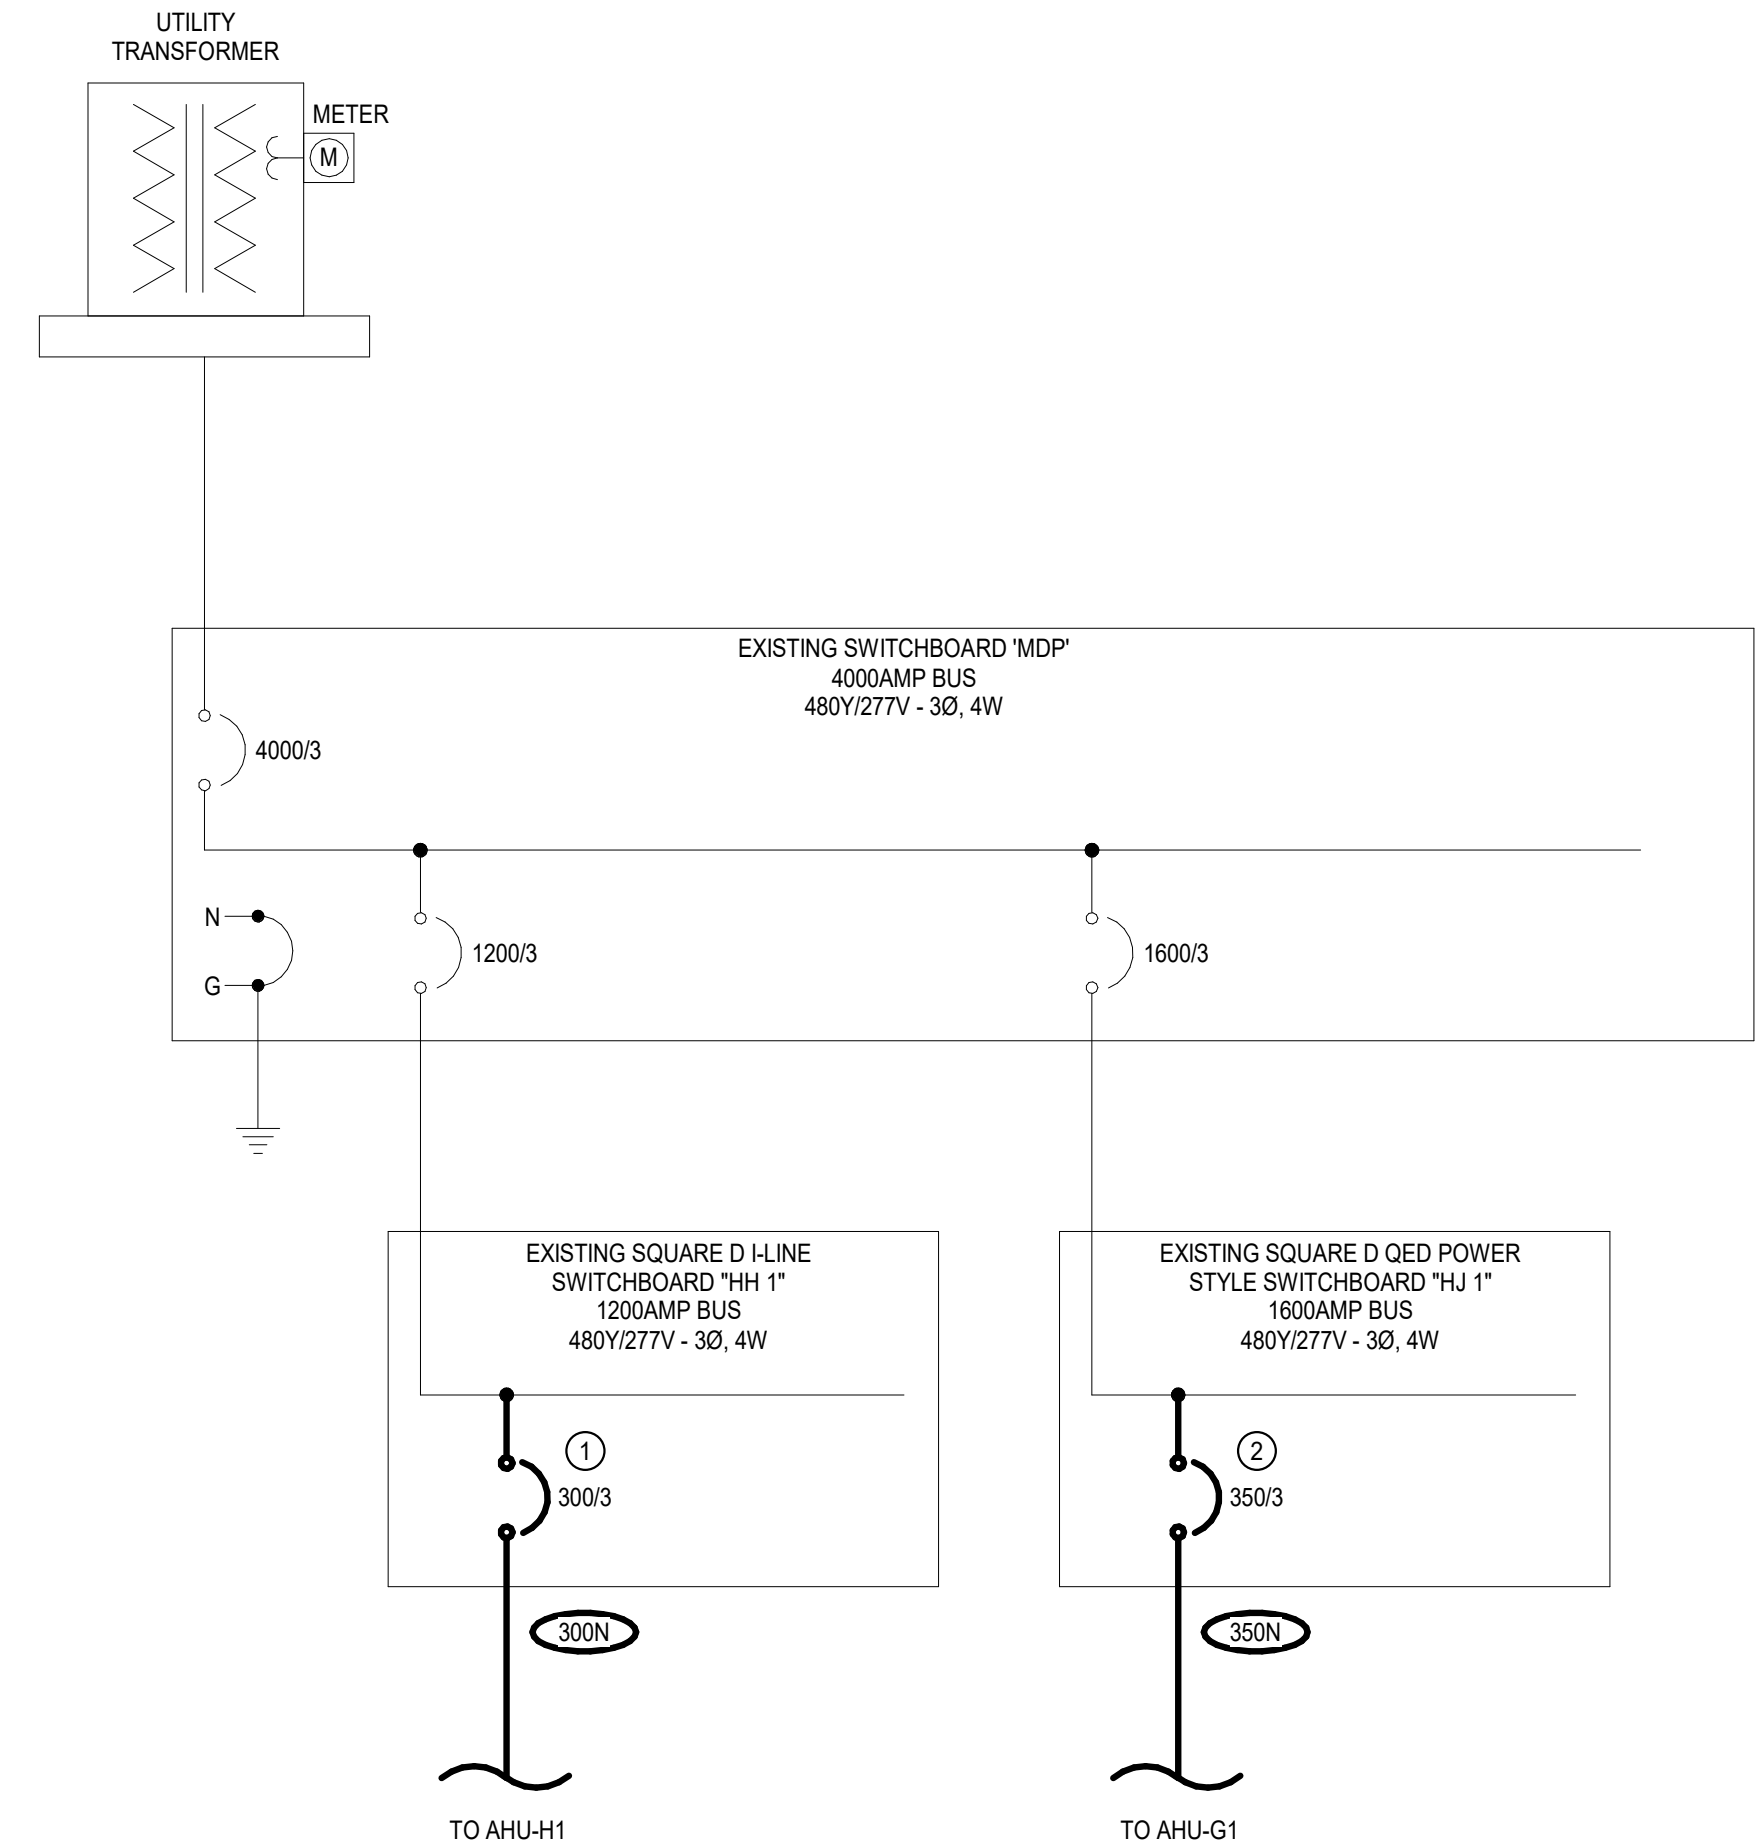 UTILITY
TRANSFORMER
METER
M
EXISTING SWITCHBOARD 'MDP'
4000AMP BUS
480Y/277V - 3Ø, 4W
4000/3
N
G
1200/3
1600/3
EXISTING SQUARE D I-LINE
SWITCHBOARD "HH 1"
1200AMP BUS
480Y/277V - 3Ø, 4W
EXISTING SQUARE D QED POWER
STYLE SWITCHBOARD "HJ 1"
1600AMP BUS
480Y/277V - 3Ø, 4W
1
300/3
2
350/3
300N
350N
TO AHU-H1
TO AHU-G1